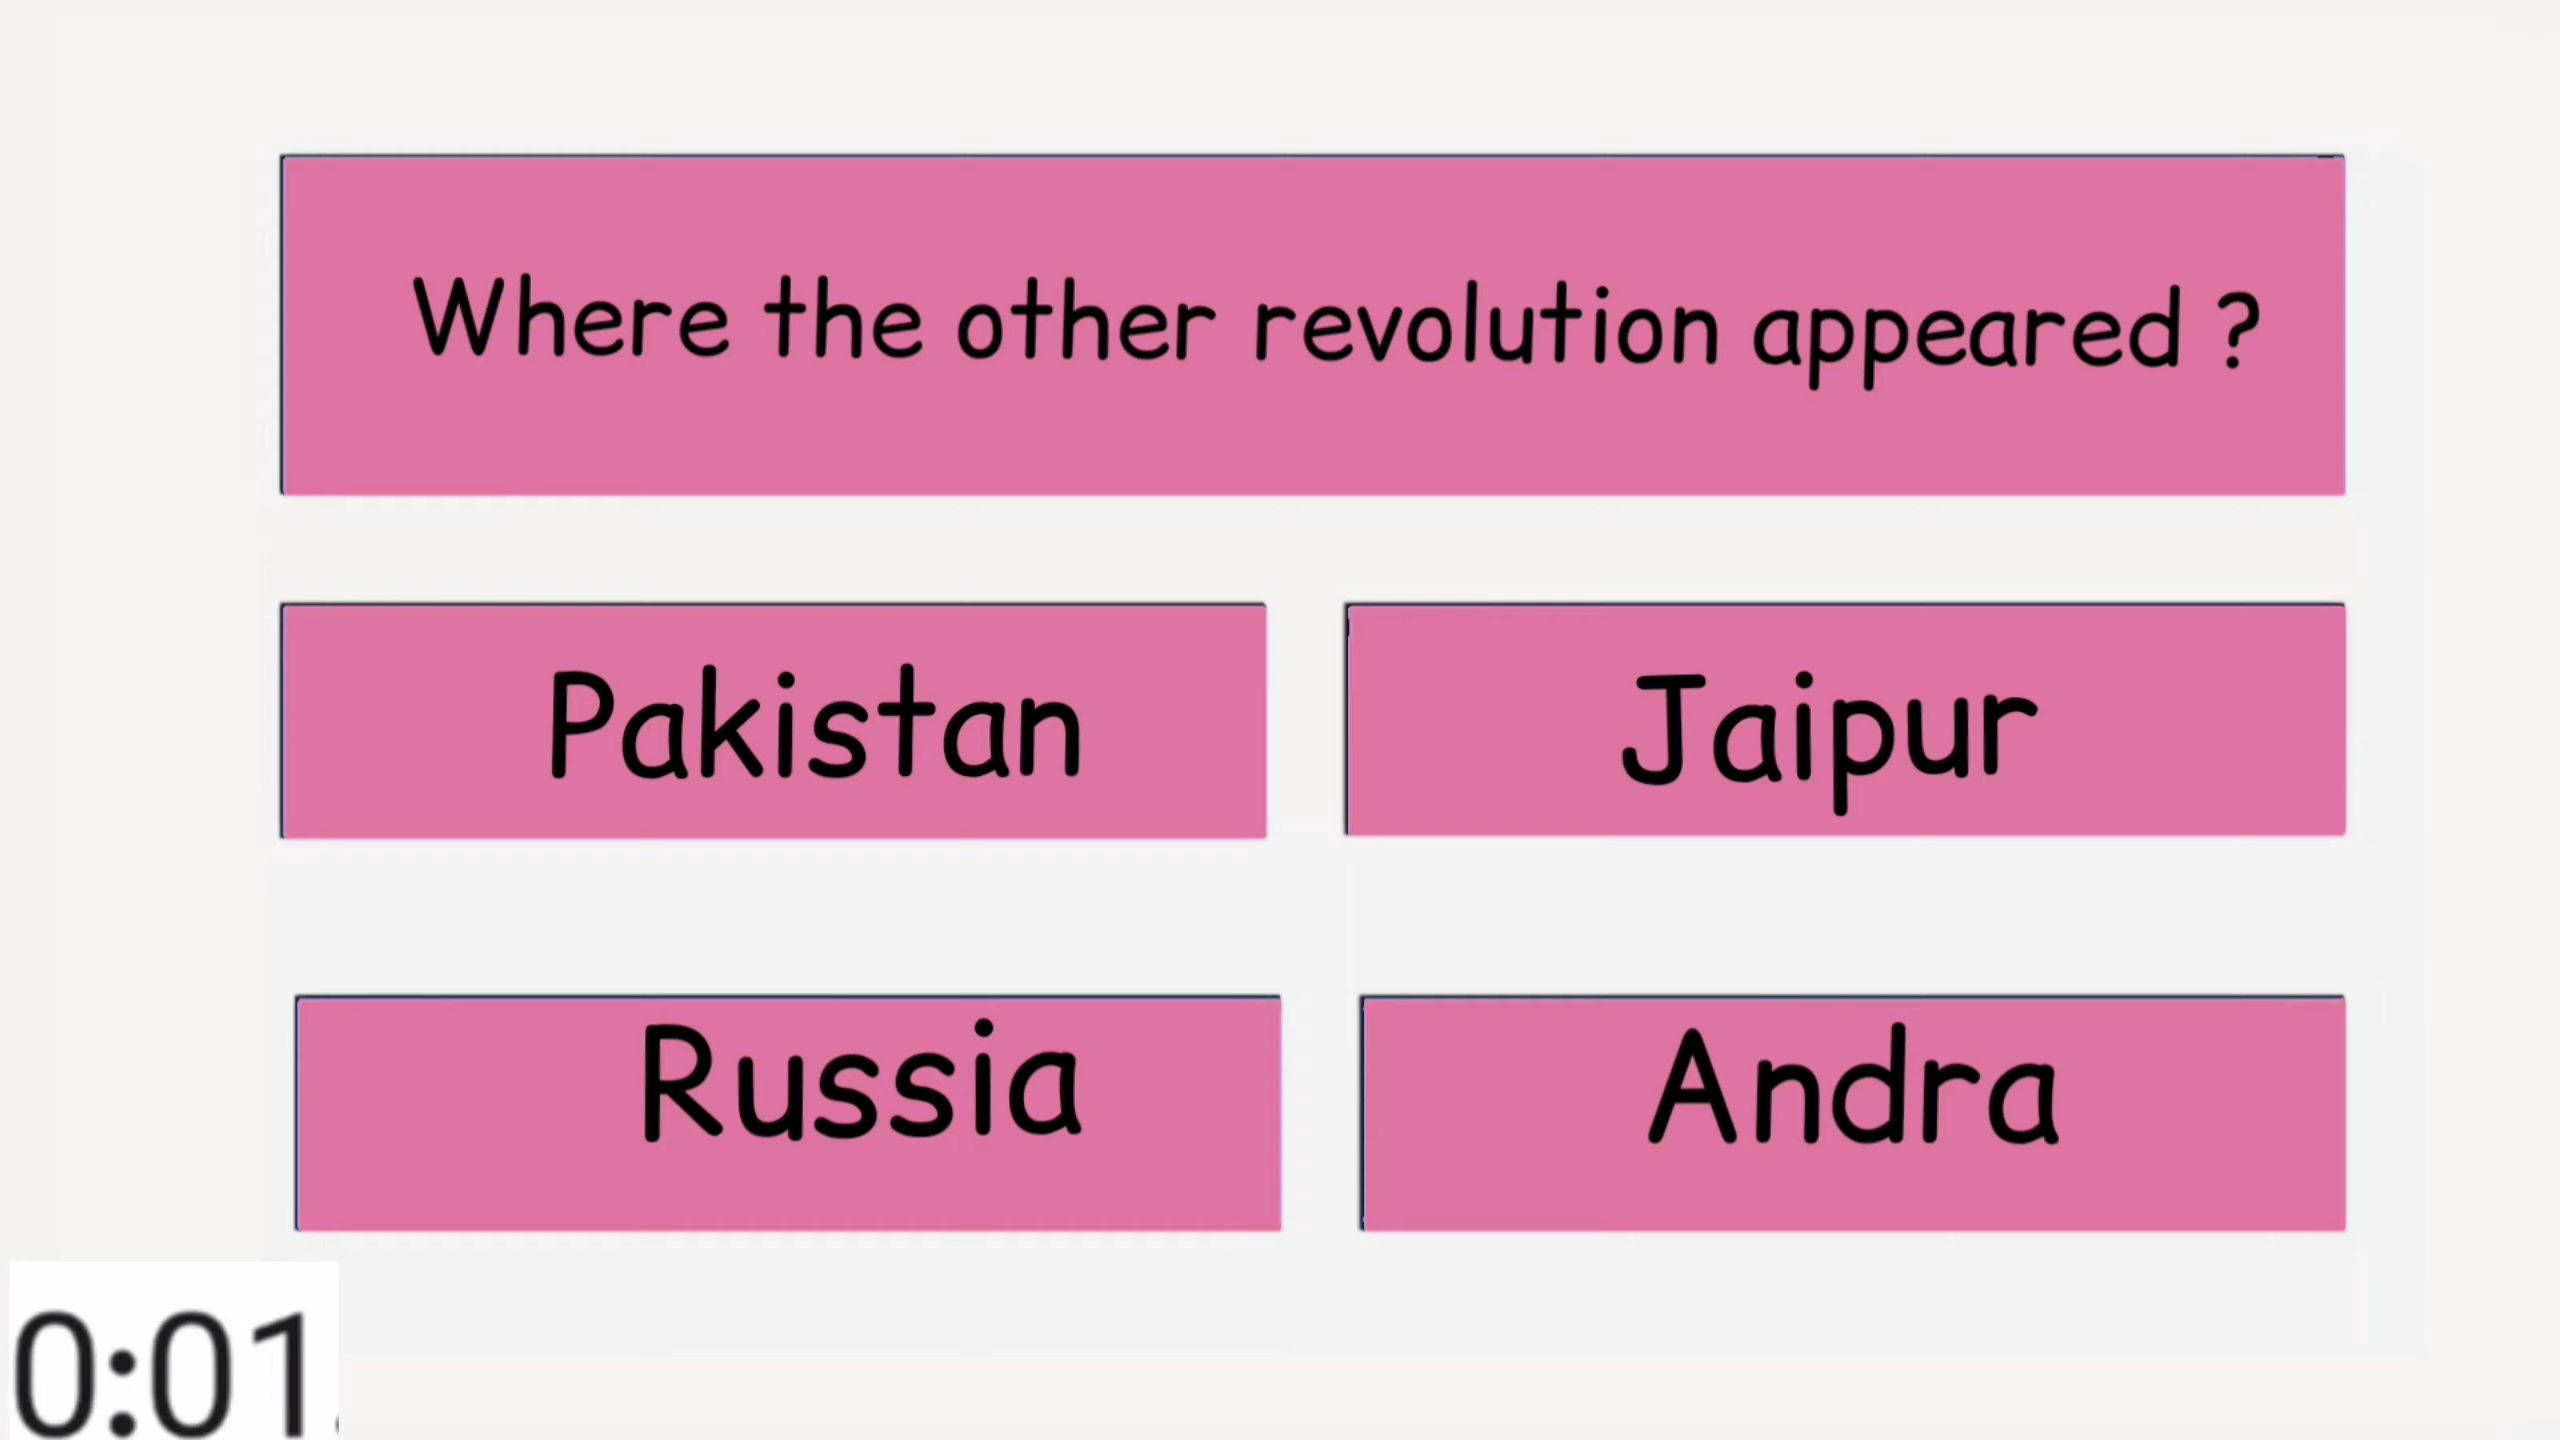 Where the other revolution appeared ?
Pakistan
Jaipur
Russia
Andra
0:01